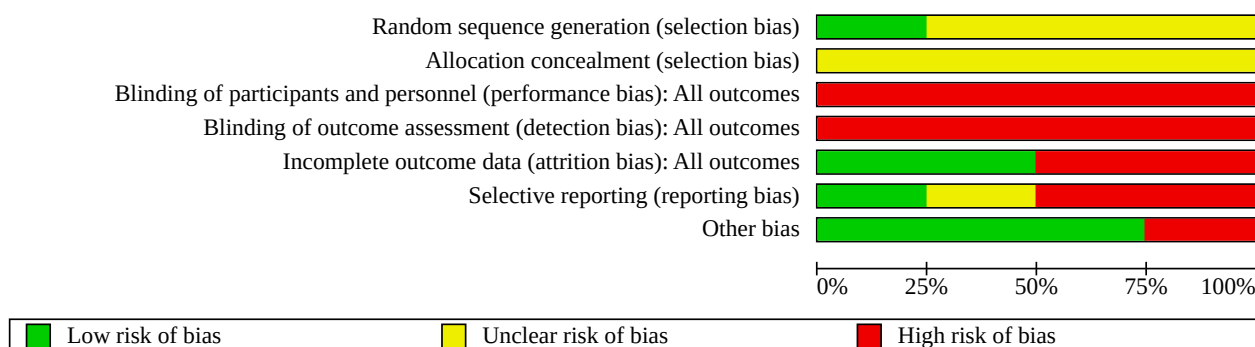 Random sequence generation (selection bias)
Allocation concealment (selection bias)
Blinding of participants and personnel (performance bias): All outcomes
Blinding of outcome assessment (detection bias): All outcomes
Incomplete outcome data (attrition bias): All outcomes
Selective reporting (reporting bias)
Other bias
0% 25% 50% 75% 100%
Low risk of bias Unclear risk of bias High risk of bias